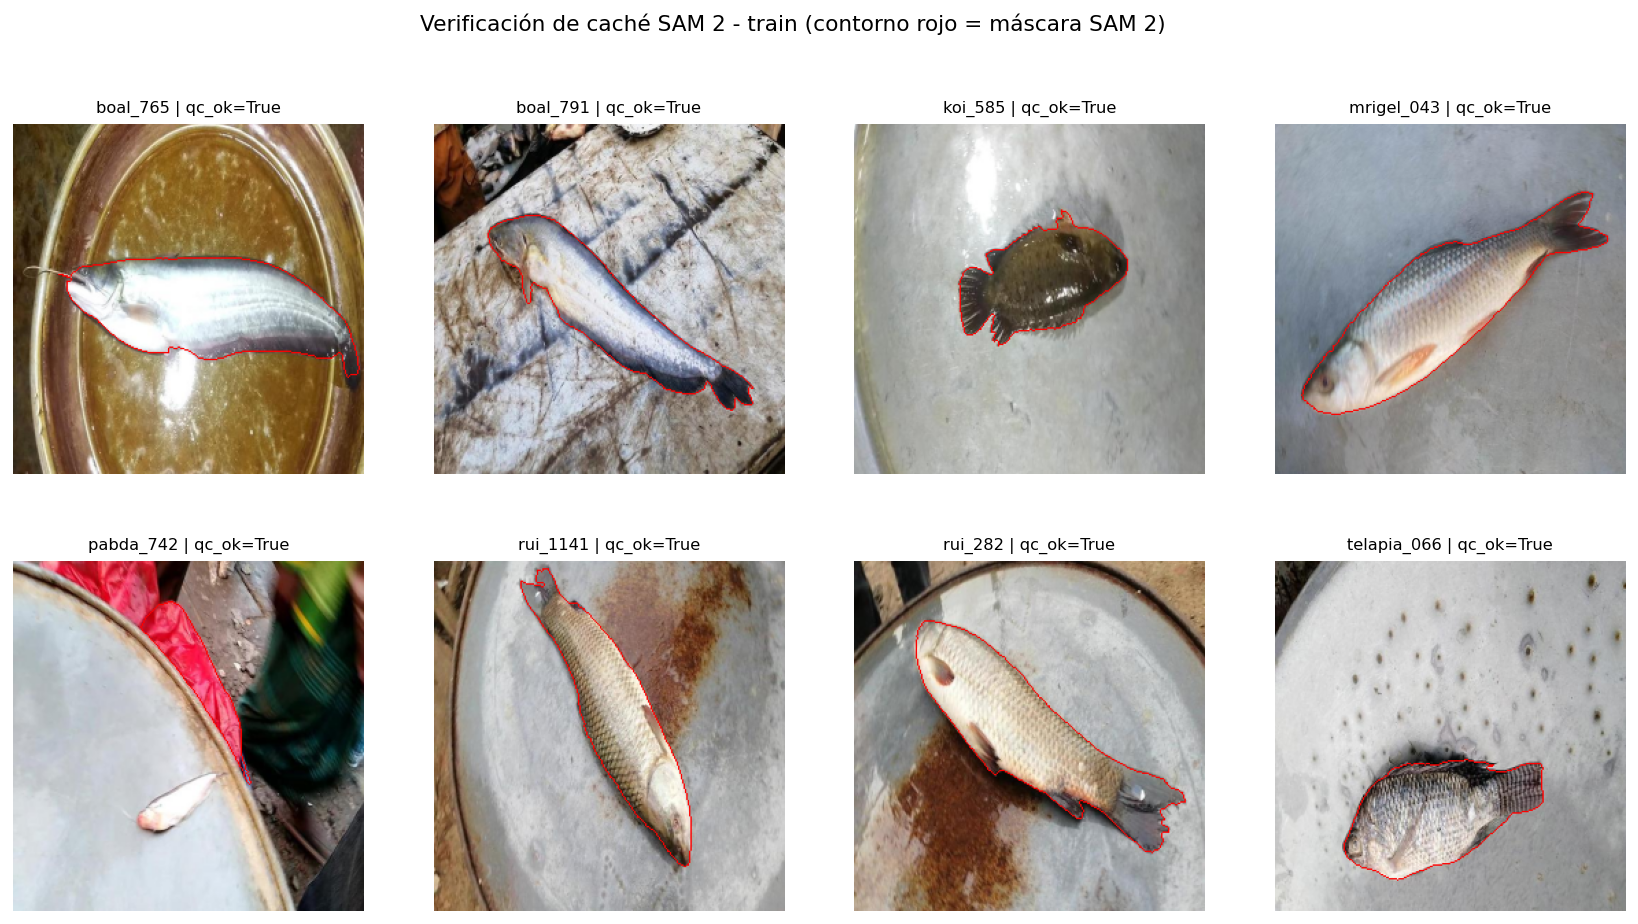 Verificación de caché SAM 2 - train (contorno rojo = máscara SAM 2)
boal_765 | qc_ok=True
boal_791 | qc_ok=True
koi_585 | qc_ok=True
mrigel_043 | qc_ok=True
pabda_742 | qc_ok=True
rui_1141 | qc_ok=True
rui_282 | qc_ok=True
telapia_066 | qc_ok=True